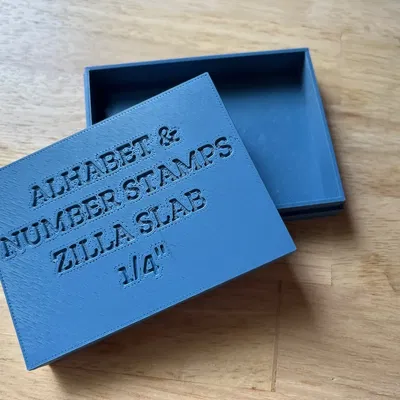 ALHABET &
NUMBER STAMPS
ZILLA SLAB
1/4"